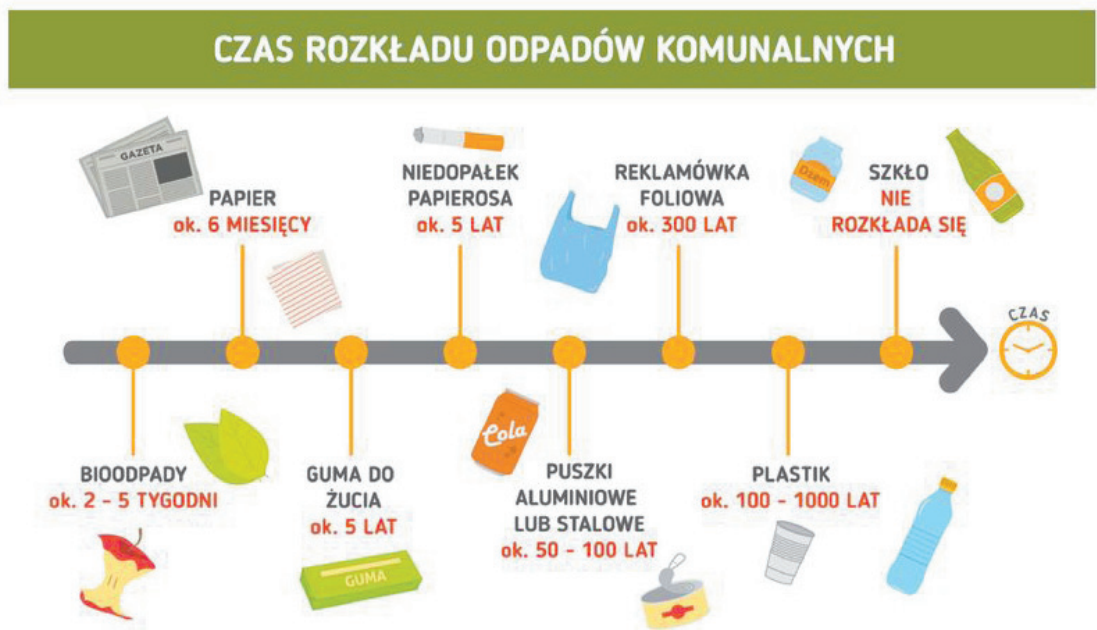 CZAS ROZKŁADU ODPADÓW KOMUNALNYCH
GAZETA
PAPIER
ok. 6 MIESIĘCY
NIEDOPAŁEK
PAPIEROSA
ok. 5 LAT
REKLAMÓWKA
FOLIOWA
ok. 300 LAT
Dżem
SZKŁO
NIE
ROZKŁADA SIĘ
CZAS
BIOODPADY
ok. 2 - 5 TYGODNI
GUMA DO
ŻUCIA
ok. 5 LAT
GUMA
Cola
PUSZKI
ALUMINIOWE
LUB STALOWE
ok. 50 - 100 LAT
PLASTIK
ok. 100 - 1000 LAT